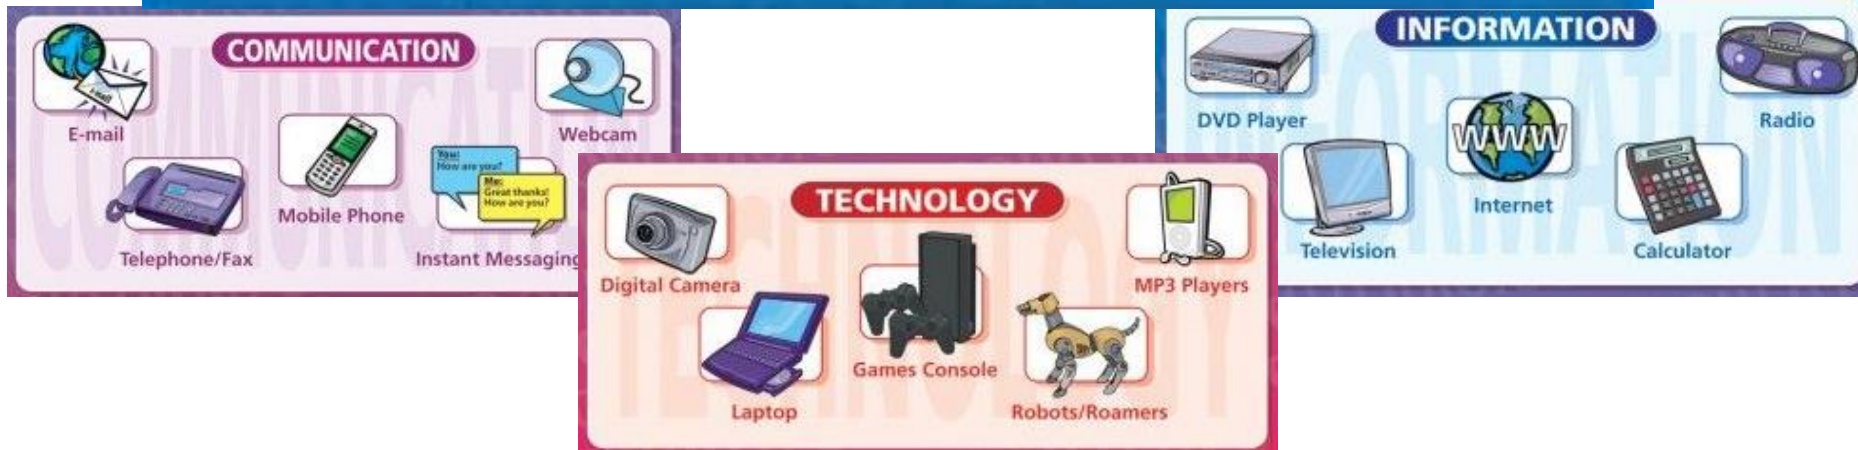 COMMUNICATION
E-mail
Webcam
Mobile Phone
You:
How are you?
Me:
Great thanks!
How are you?
Telephone/Fax
Instant Messaging
TECHNOLOGY
Digital Camera
MP3 Players
Games Console
Laptop
Robots/Roamers
INFORMATION
DVD Player
Radio
WWW
Internet
Television
Calculator